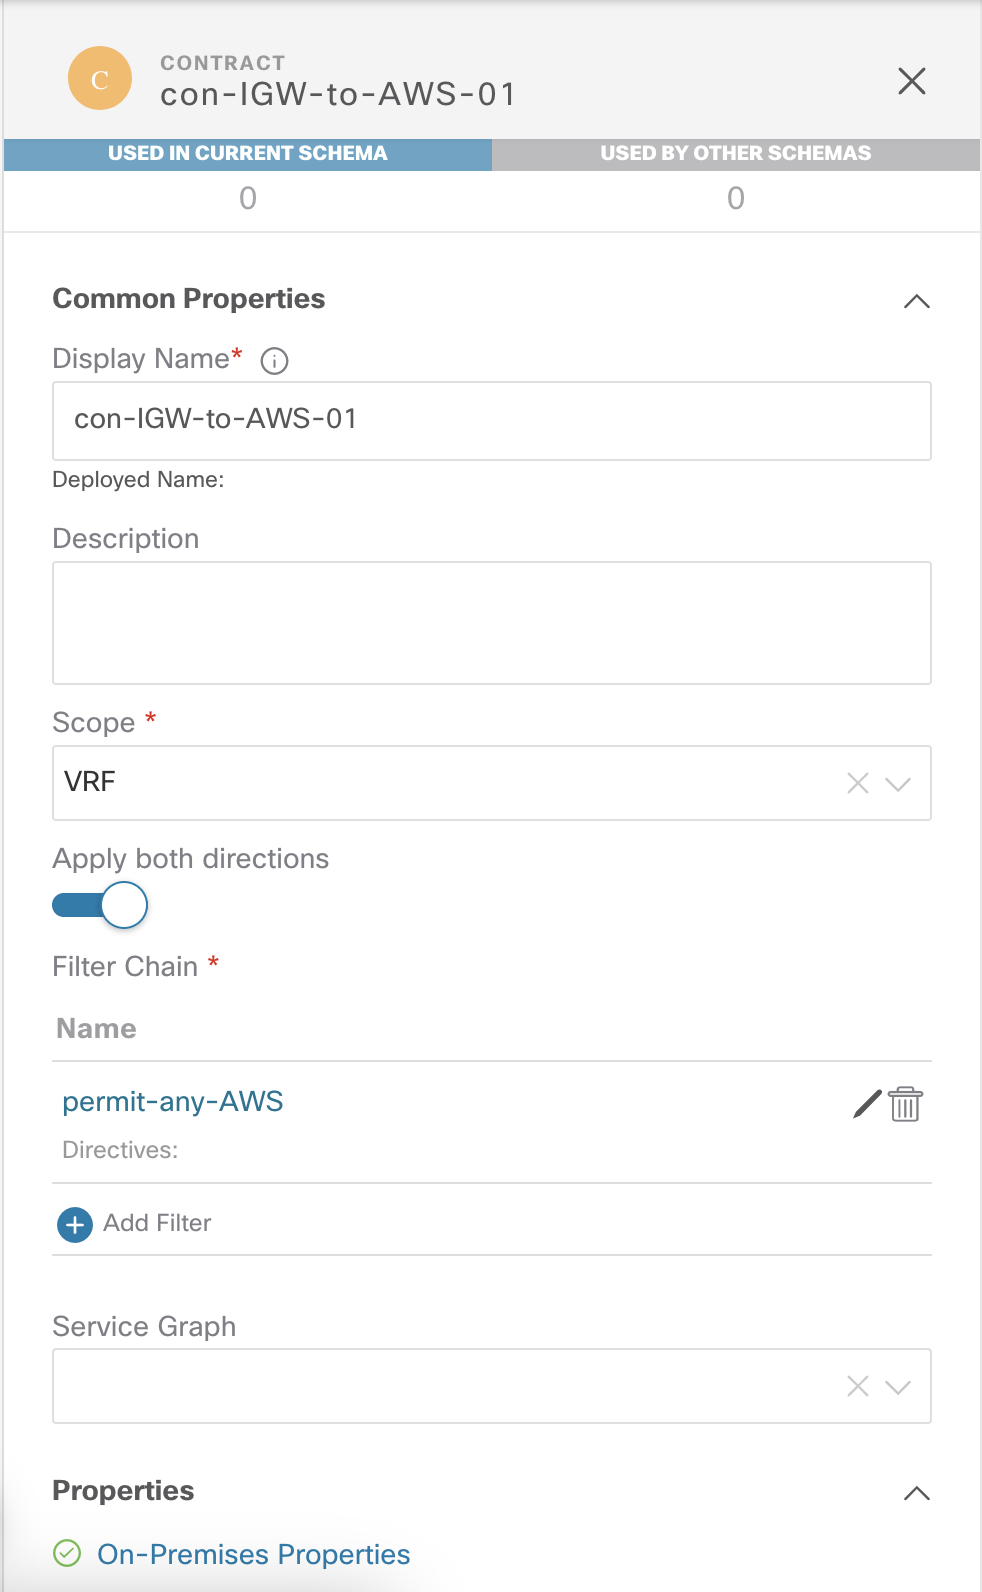 C
CONTRACT
con-IGW-to-AWS-01
USED IN CURRENT SCHEMA
USED BY OTHER SCHEMAS
0
0
Common Properties
Display Name*
con-IGW-to-AWS-01
Deployed Name:
Description
Scope *
VRF
Apply both directions
Filter Chain *
Name
permit-any-AWS
Directives:
Add Filter
Service Graph
Properties
On-Premises Properties